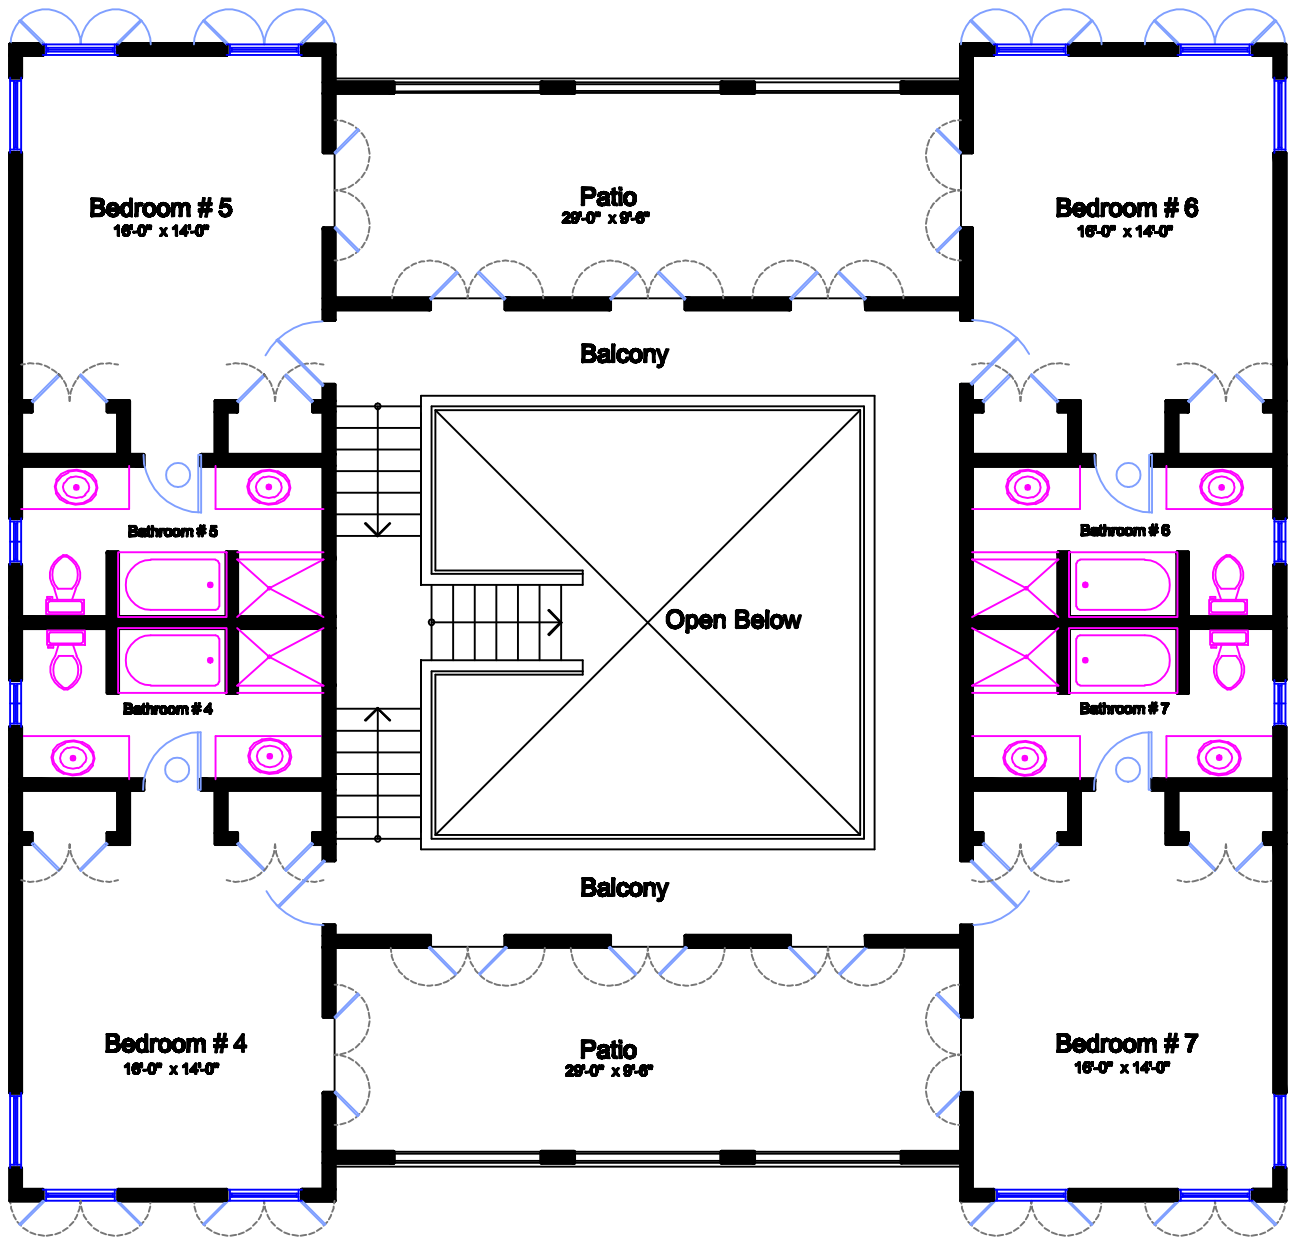 Bedroom # 5
16'-0" x 14'-0"
Patio
29'-0" x 9'-6"
Bedroom # 6
16'-0" x 14'-0"
Balcony
Bathroom # 5
Bathroom # 6
Open Below
Bathroom # 4
Bathroom # 7
Balcony
Bedroom # 4
16'-0" x 14'-0"
Patio
29'-0" x 9'-6"
Bedroom # 7
16'-0" x 14'-0"